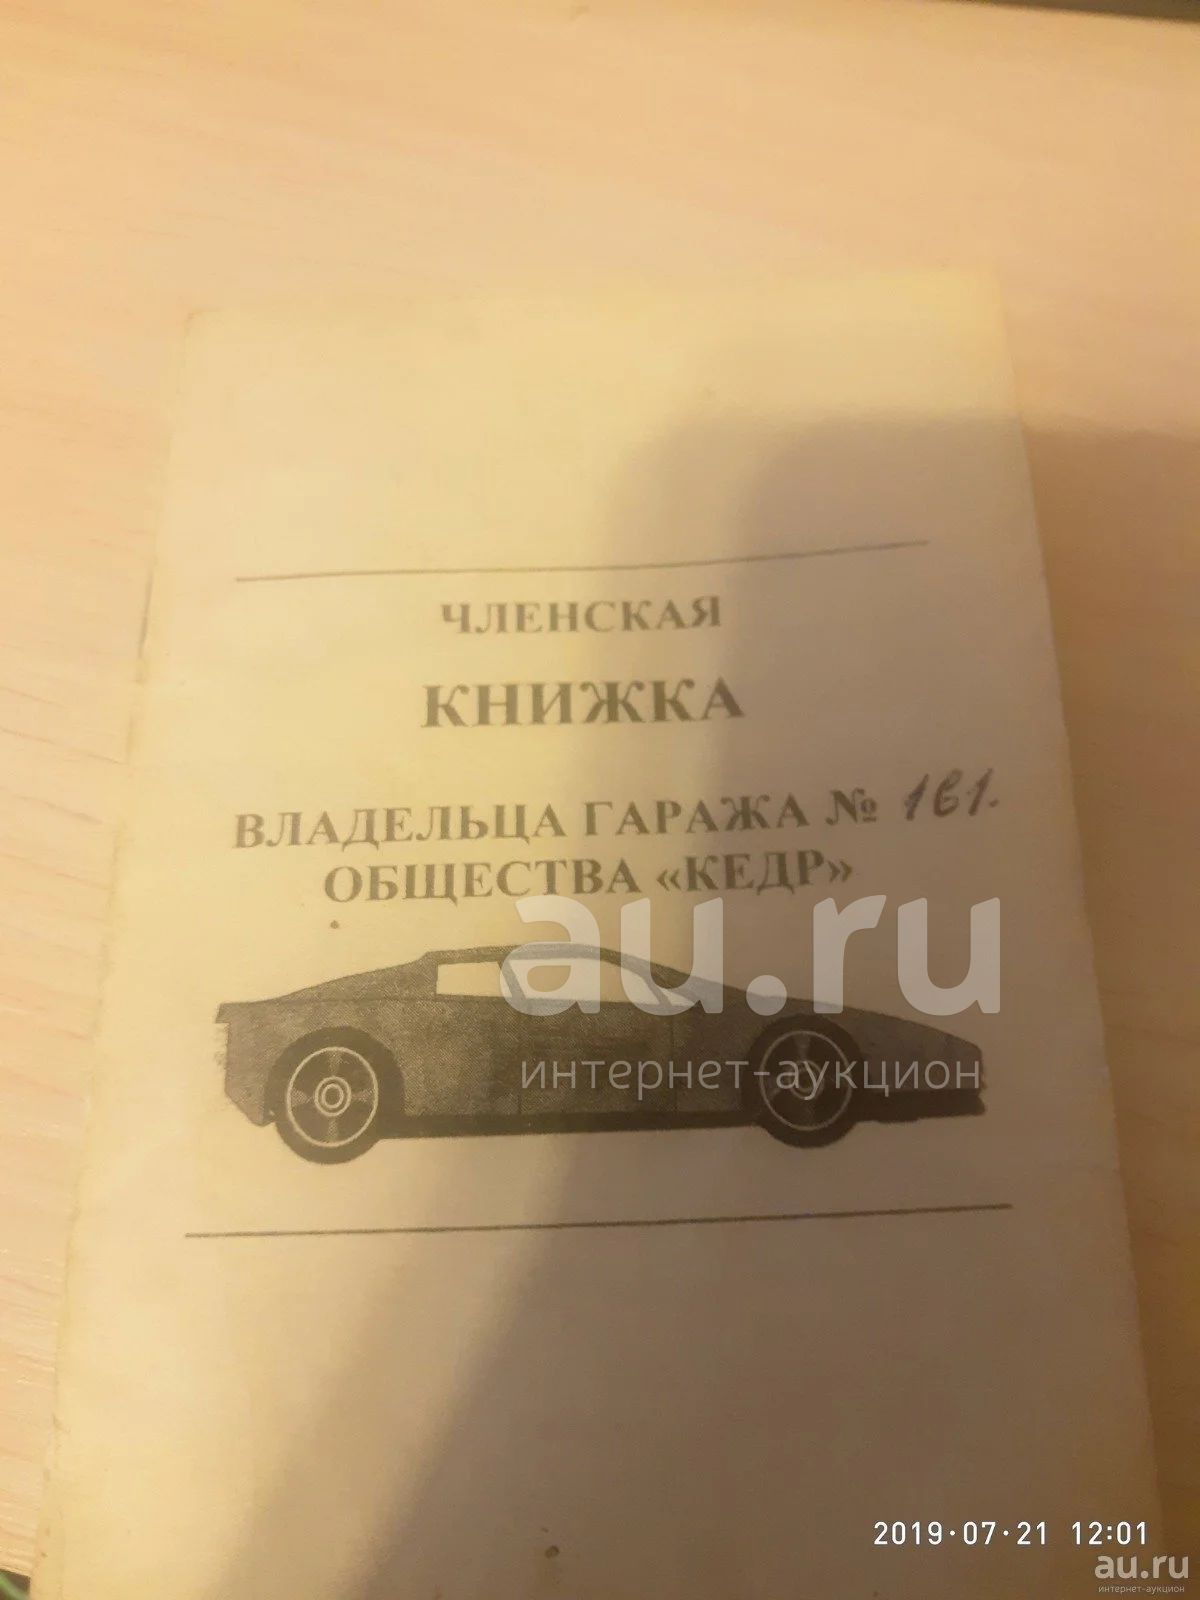 ЧЛЕНСКАЯ
КНИЖКА
ВЛАДЕЛЬЦА ГАРАЖА № 161.
ОБЩЕСТВА «КЕДР»
au.ru
интернет-аукцион
2019·07·21 12:01
au.ru
интернет-аукцион